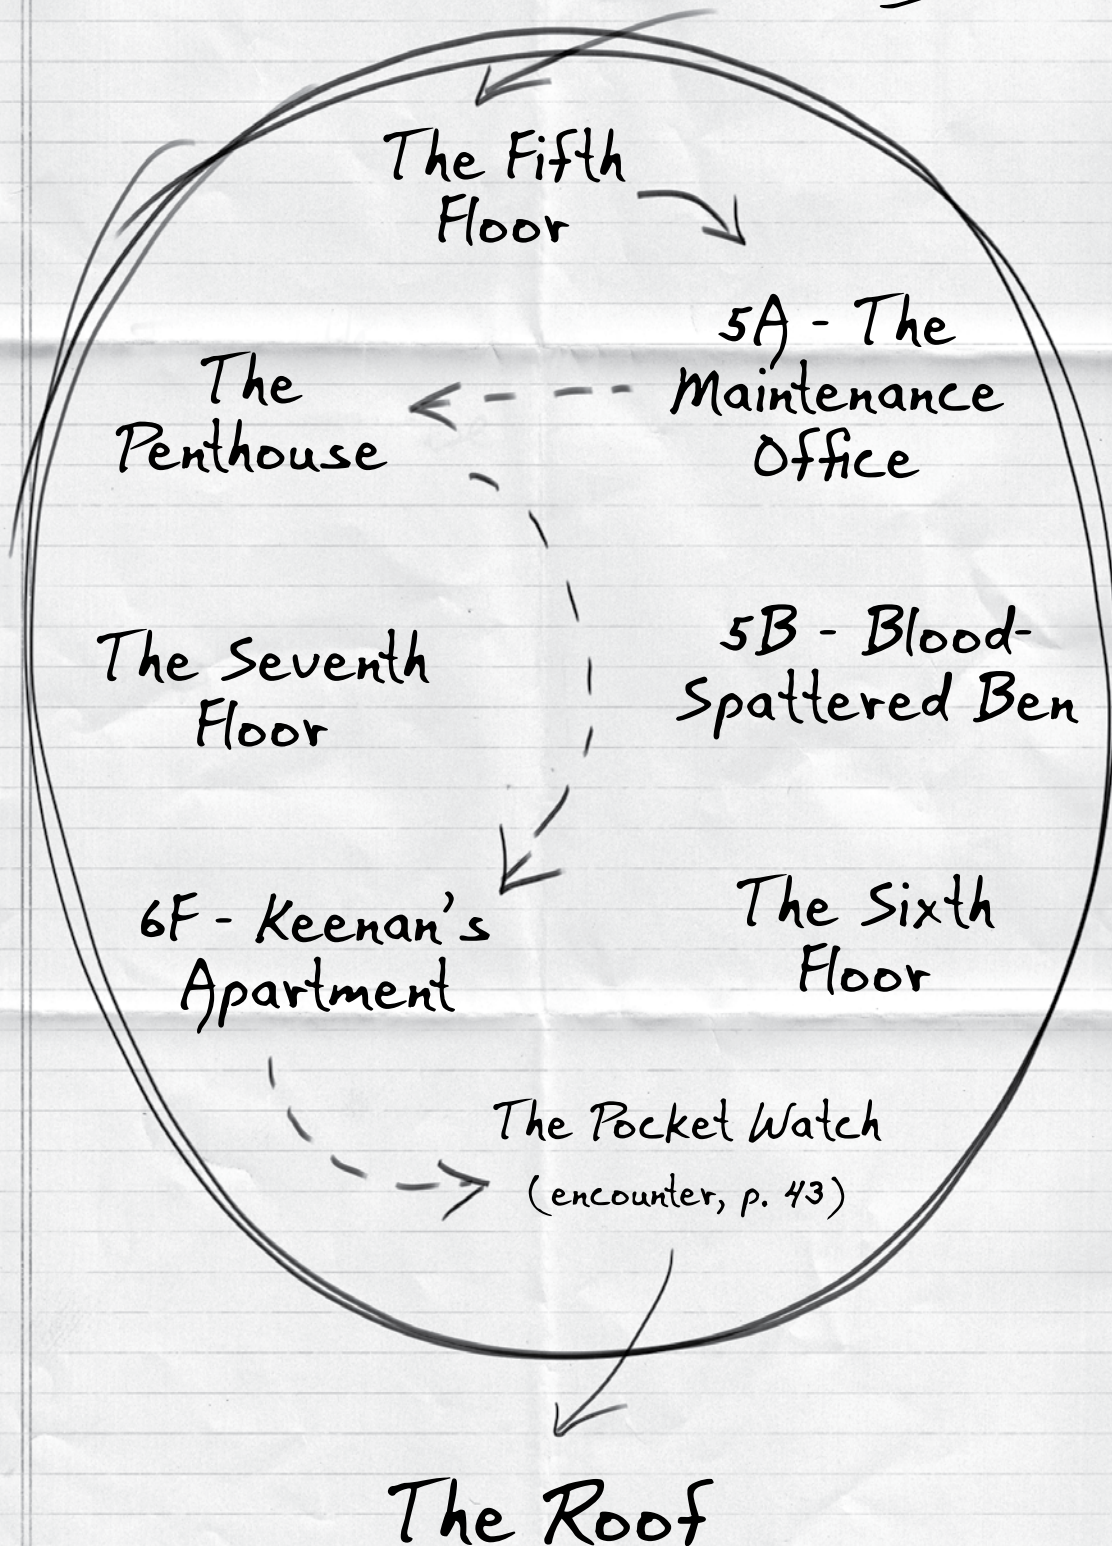 The Fifth
Floor
5A - The
Maintenance
Office
The
Penthouse
5B - Blood-
Spattered Ben
The Seventh
Floor
6F - Keenan's
Apartment
The Sixth
Floor
The Pocket Watch
(encounter, p. 43)
The Roof